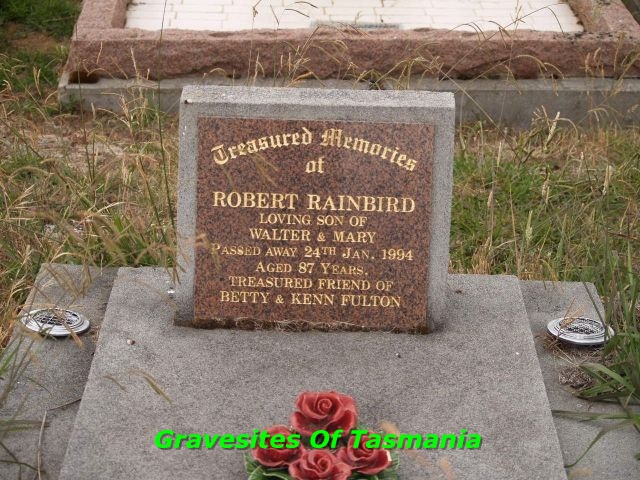 Treasured Memories
of
ROBERT RAINBIRD
LOVING SON OF
WALTER & MARY
PASSED AWAY 24TH JAN. 1994
AGED 87 YEARS.
TREASURED FRIEND OF
BETTY & KENN FULTON
Gravesites Of Tasmania